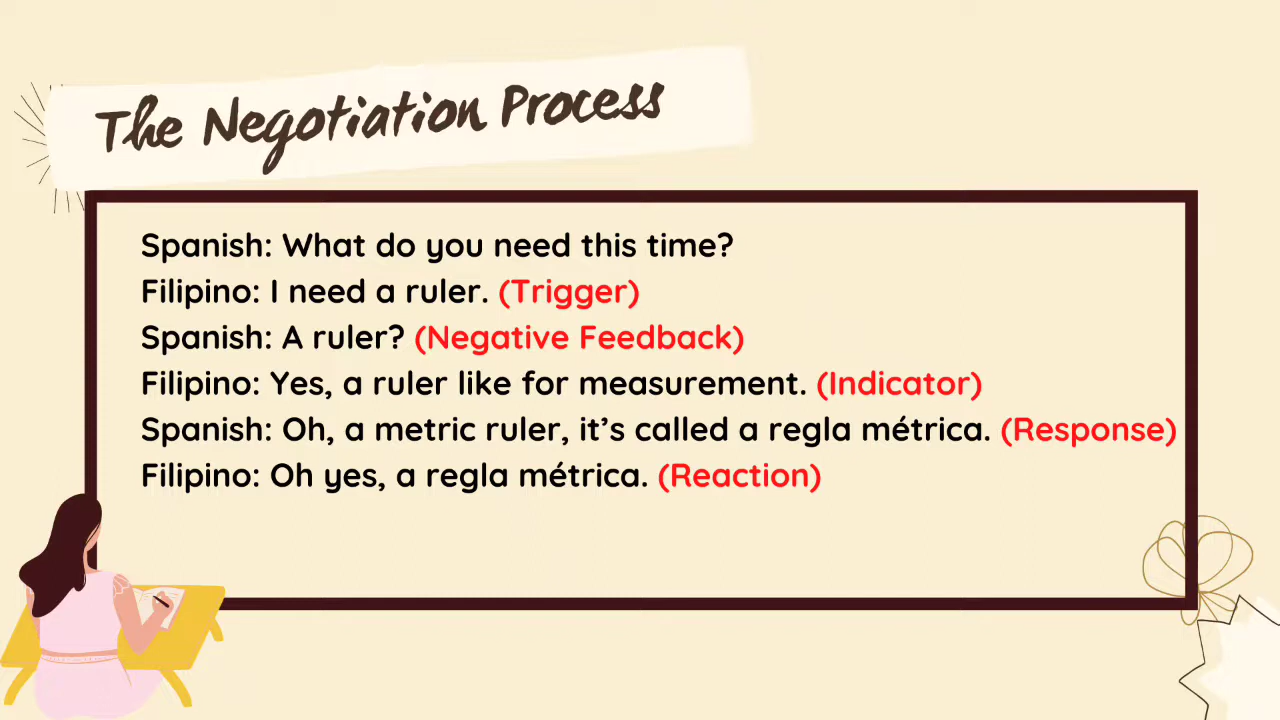 The Negotiation Process
Spanish: What do you need this time?
Filipino: I need a ruler. (Trigger)
Spanish: A ruler? (Negative Feedback)
Filipino: Yes, a ruler like for measurement. (Indicator)
Spanish: Oh, a metric ruler, it's called a regla métrica. (Response)
Filipino: Oh yes, a regla métrica. (Reaction)